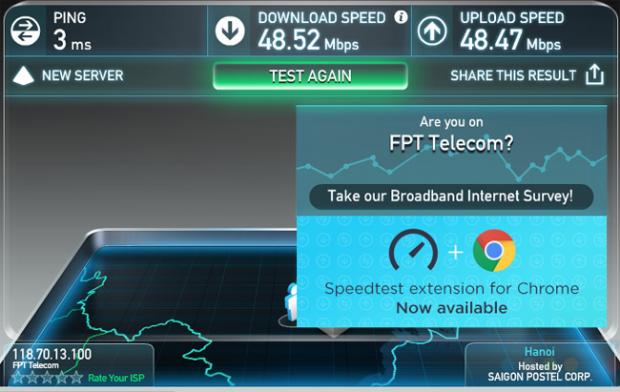 PING
3 ms
DOWNLOAD SPEED
48.52 Mbps
UPLOAD SPEED
48.47 Mbps
NEW SERVER
TEST AGAIN
SHARE THIS RESULT
Are you on
FPT Telecom?
Take our Broadband Internet Survey!
Speedtest extension for Chrome
Now available
118.70.13.100
FPT Telecom
Rate Your ISP
Hanoi
Hosted by
SAIGON POSTEL CORP.